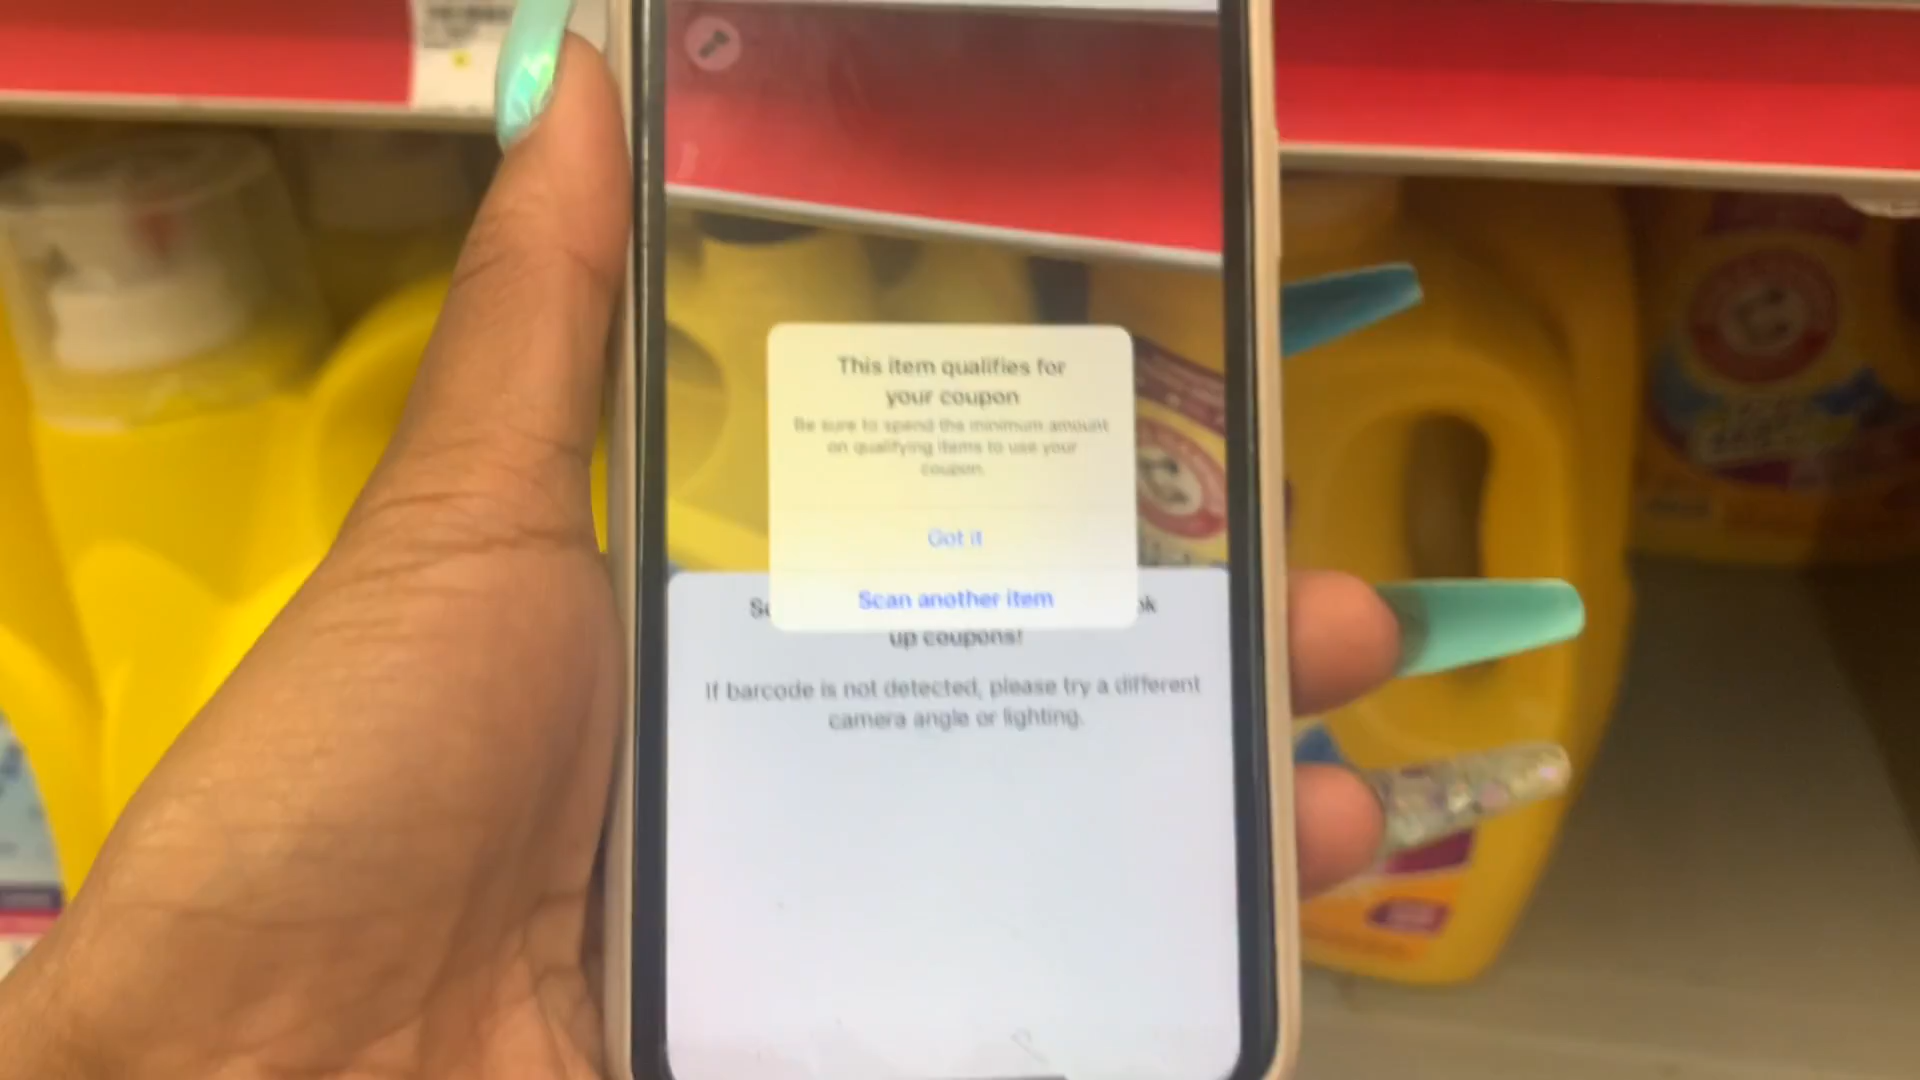 This item qualifies for
your coupon
Be sure to spend the minimum amount
on qualifying items to use your
coupon.
Got it
Scan another item
up coupons!
If barcode is not detected, please try a different
camera angle or lighting.